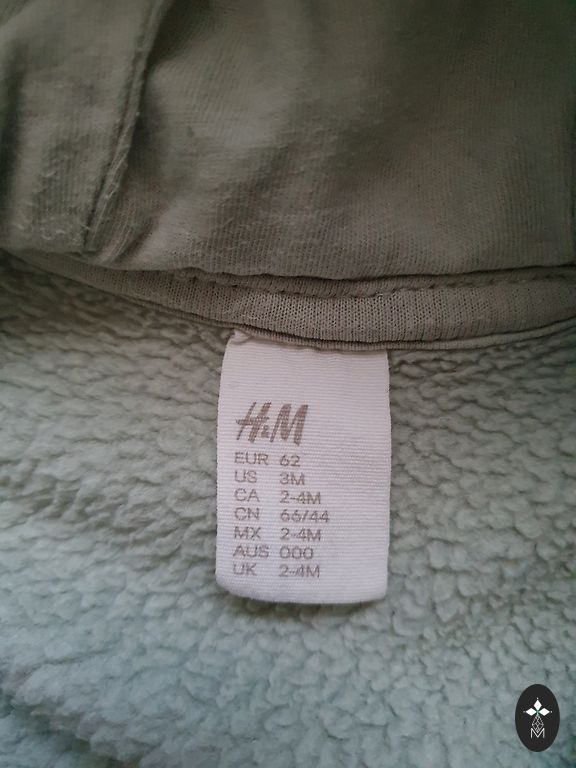 H&M
EUR 62
US 3M
CA 2-4M
CN 66/44
MX 2-4M
AUS 000
UK 2-4M
M